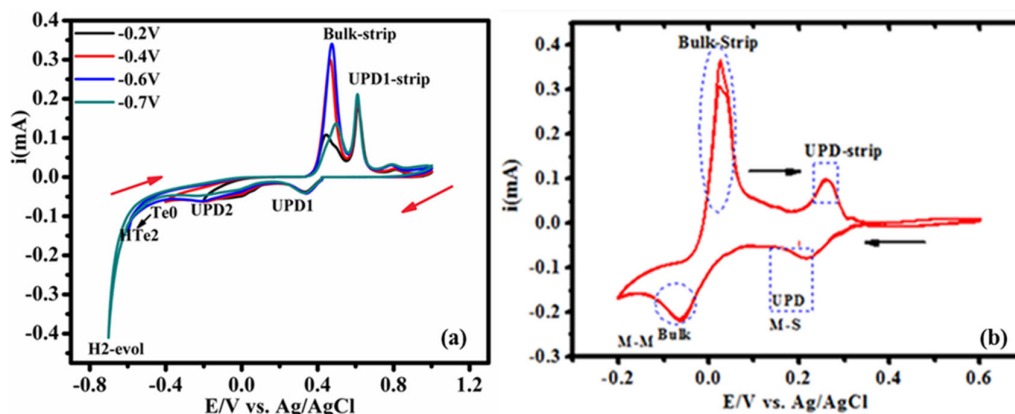 0.4
0.3
0.2
0.1
0.0
-0.1
-0.2
-0.3
-0.4
i(mA)
-0.2V
-0.4V
-0.6V
-0.7V
Bulk-strip
UPD1-strip
Te0
HTe2
UPD2
UPD1
H2-evol
(a)
-0.8 -0.4 0.0 0.4 0.8 1.2
E/V vs. Ag/AgCl
0.4
0.3
0.2
0.1
0.0
-0.1
-0.2
-0.3
i(mA)
Bulk-Strip
UPD-strip
UPD
M-S
Bulk
M-M
(b)
-0.2 0.0 0.2 0.4 0.6
E/V vs. Ag/AgCl